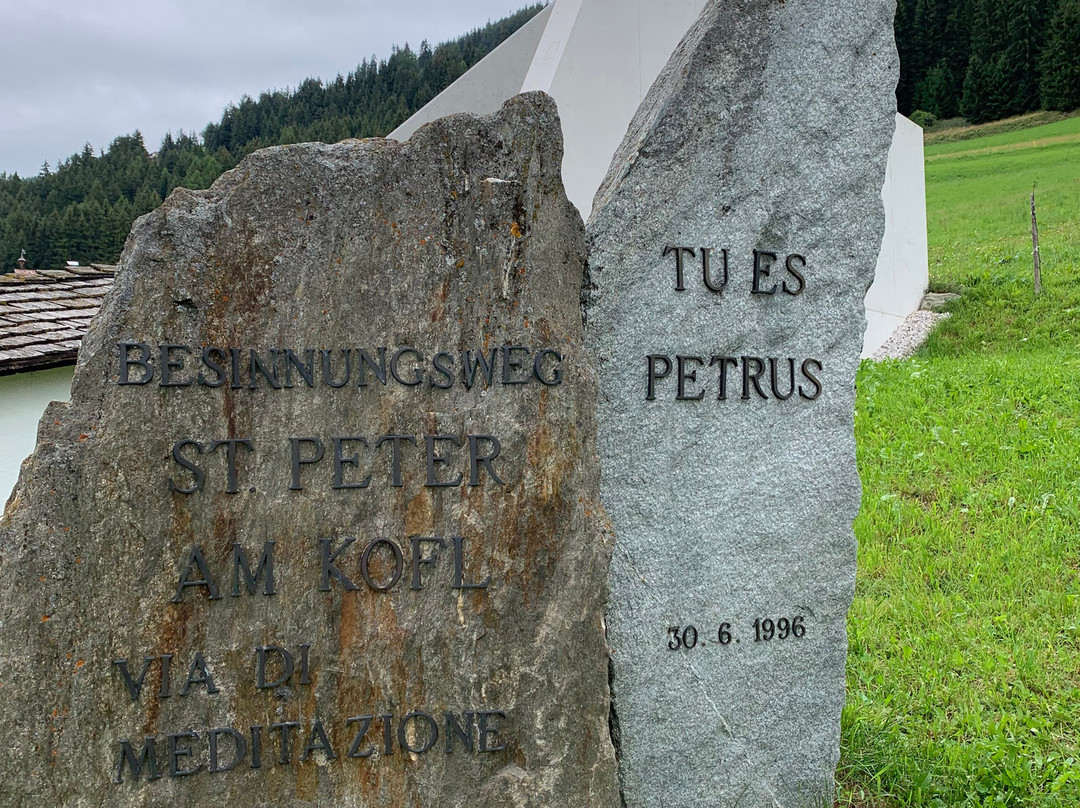 BESINNUNGSWEG
ST. PETER
AM KOFL
VIA DI
MEDITAZIONE
TU ES
PETRUS
30. 6. 1996